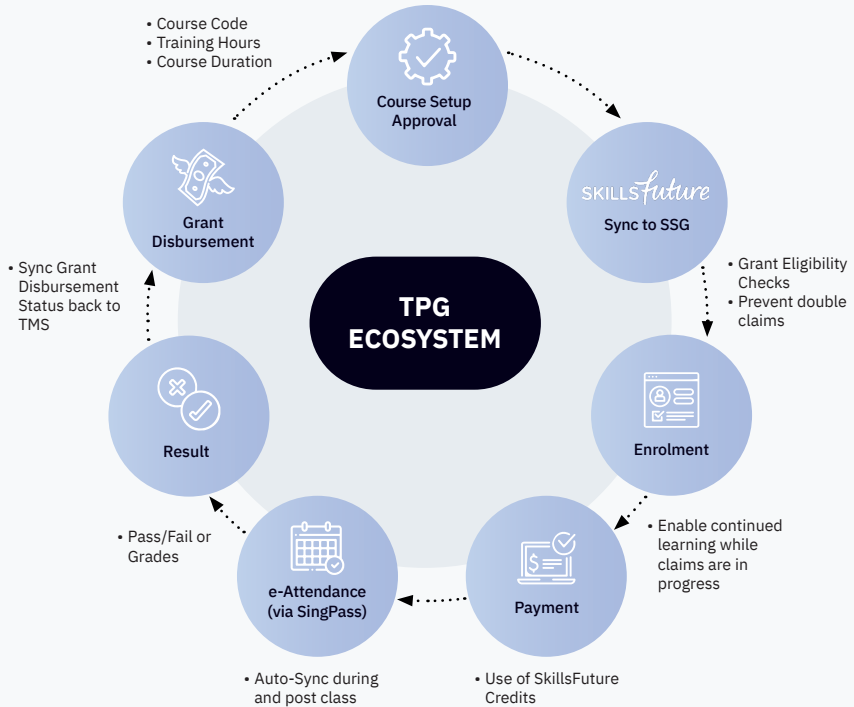 • Course Code
• Training Hours
• Course Duration
Course Setup
Approval
SKILLSfuture
Sync to SSG
• Grant Eligibility
Checks
• Prevent double
claims
Enrolment
• Enable continued
learning while
claims are in
progress
$
Payment
• Use of SkillsFuture
Credits
e-Attendance
(via SingPass)
• Auto-Sync during
and post class
Result
• Pass/Fail or
Grades
Grant
Disbursement
• Sync Grant
Disbursement
Status back to
TMS
TPG
ECOSYSTEM